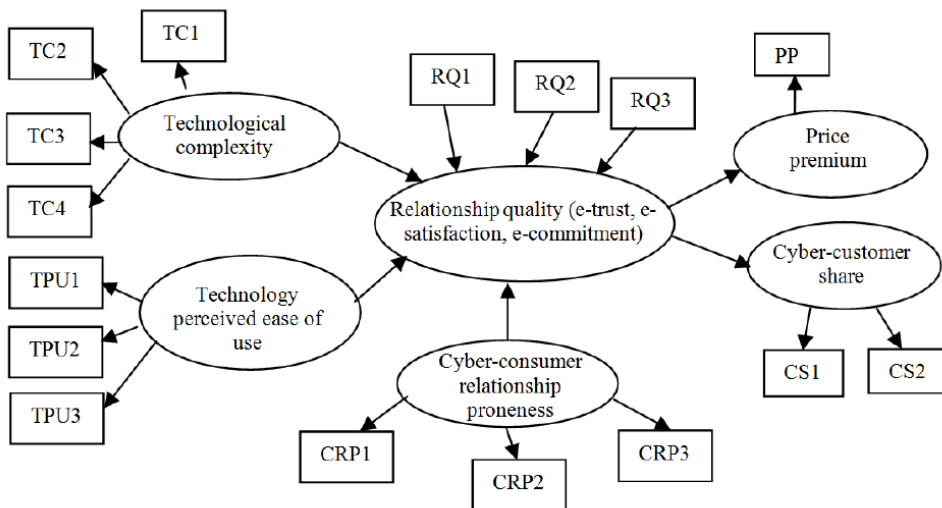 TC2
TC1
TC3
TC4
Technological
complexity
RQ1
RQ2
RQ3
PP
Price
premium
Relationship quality (e-trust, e-
satisfaction, e-commitment)
Cyber-customer
share
CS1
CS2
TPU1
TPU2
TPU3
Technology
perceived ease of
use
Cyber-consumer
relationship
proneness
CRP1
CRP2
CRP3